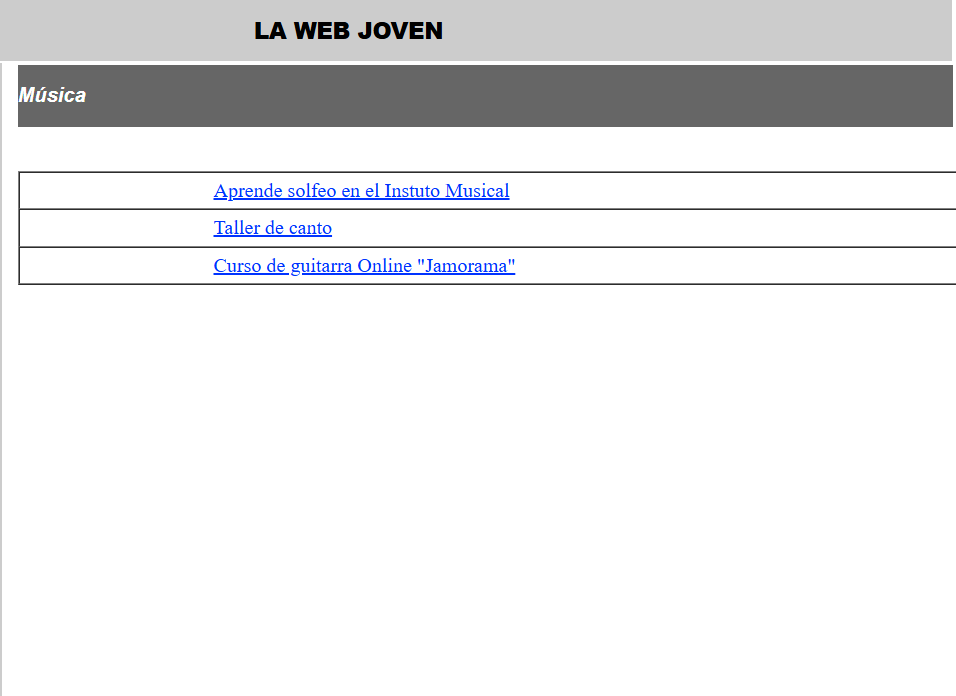 LA WEB JOVEN
Música
Aprende solfeo en el Instuto Musical
Taller de canto
Curso de guitarra Online "Jamorama"